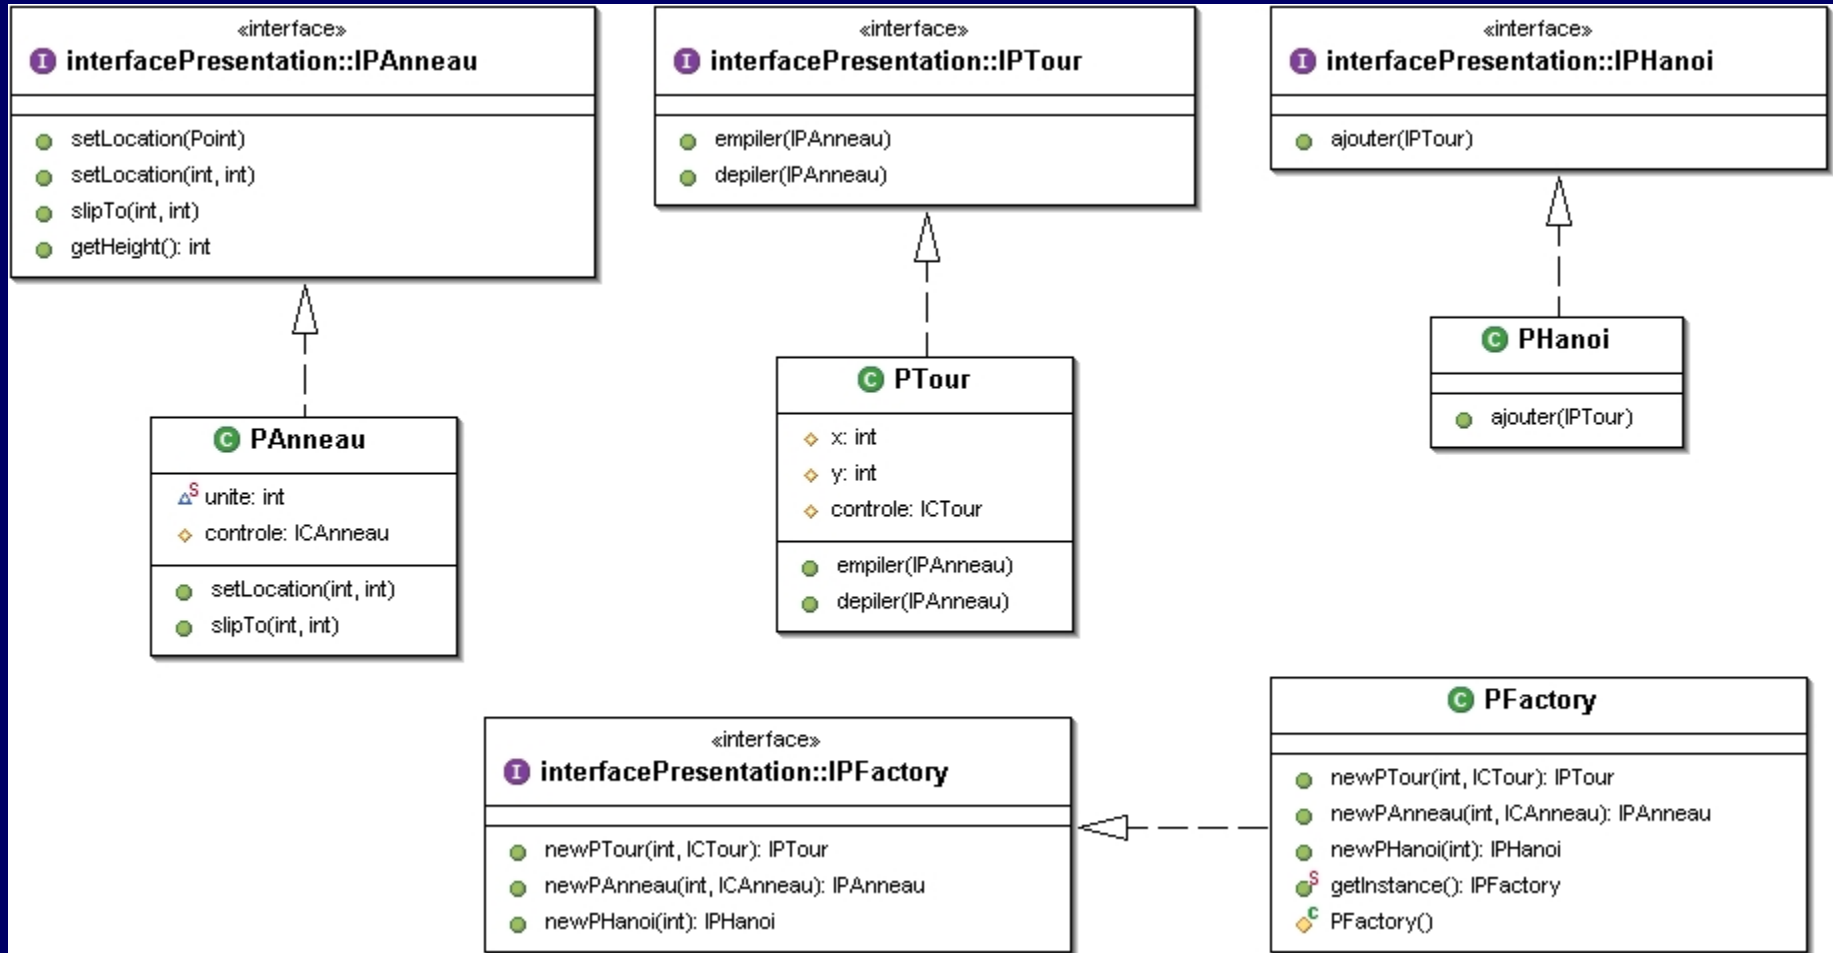 «interface»
interfacePresentation::IPAnneau
setLocation(Point)
setLocation(int, int)
slipTo(int, int)
getHeight(): int
«interface»
interfacePresentation::IPTour
empiler(IPAnneau)
depiler(IPAnneau)
«interface»
interfacePresentation::IPHanoi
ajouter(IPTour)
PAnneau
unite: int
controle: ICAnneau
setLocation(int, int)
slipTo(int, int)
PTour
x: int
y: int
controle: ICTour
empiler(IPAnneau)
depiler(IPAnneau)
PHanoi
ajouter(IPTour)
«interface»
interfacePresentation::IPFactory
newPTour(int, ICTour): IPTour
newPAnneau(int, ICAnneau): IPAnneau
newPHanoi(int): IPHanoi
PFactory
newPTour(int, ICTour): IPTour
newPAnneau(int, ICAnneau): IPAnneau
newPHanoi(int): IPHanoi
getInstance(): IPFactory
PFactory()